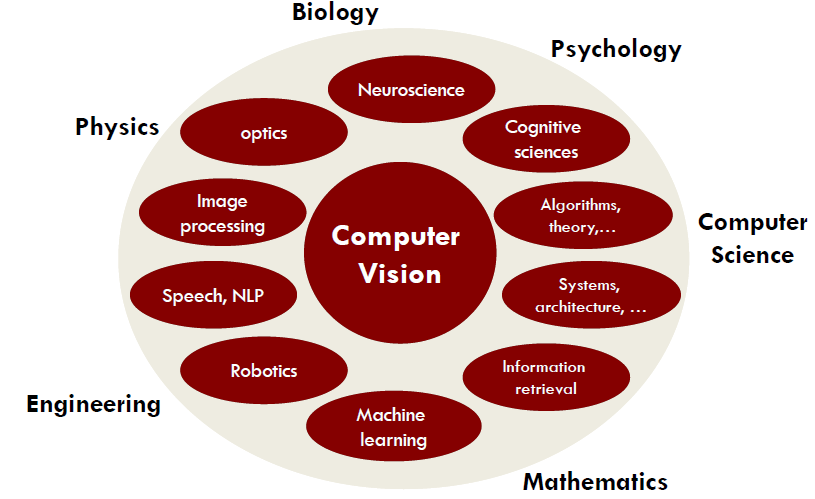 Biology
Psychology
Neuroscience
Physics
optics
Cognitive
sciences
Image
processing
Algorithms,
theory,...
Computer
Science
Computer
Vision
Speech, NLP
Systems,
architecture, ...
Robotics
Information
retrieval
Engineering
Machine
learning
Mathematics